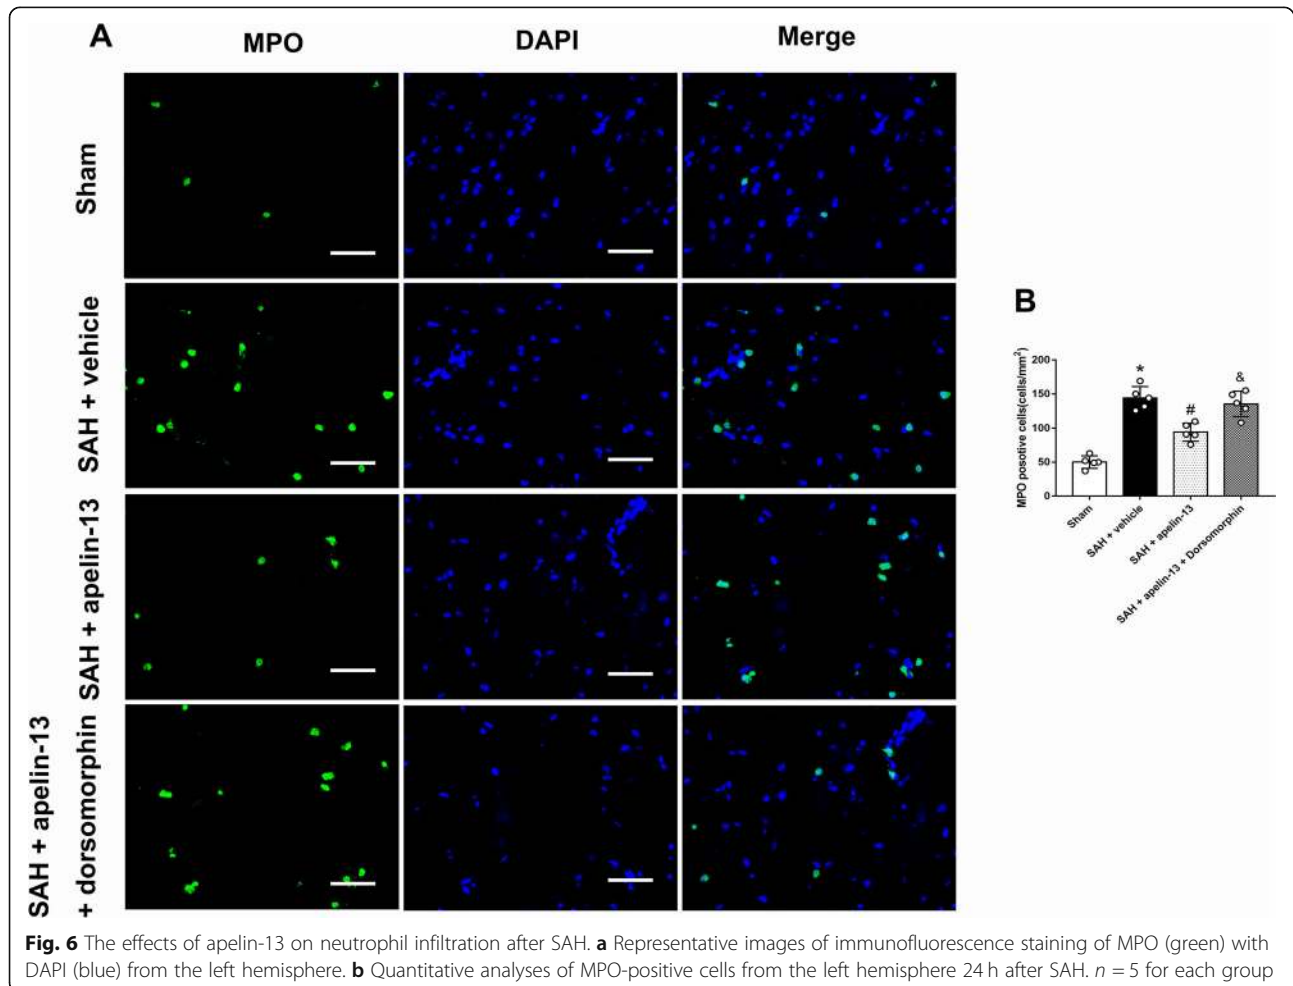 A
MPO
DAPI
Merge
Sham
SAH + vehicle
SAH + apelin-13
SAH + apelin-13
+ dorsomorphin
B
MPO posotive cells(cells/mm²)
200
150
100
50
0
*
#
&
Sham
SAH + vehicle
SAH + apelin-13
SAH + apelin-13 + Dorsomorphin
Fig. 6 The effects of apelin-13 on neutrophil infiltration after SAH. a Representative images of immunofluorescence staining of MPO (green) with
DAPI (blue) from the left hemisphere. b Quantitative analyses of MPO-positive cells from the left hemisphere 24 h after SAH. n = 5 for each group